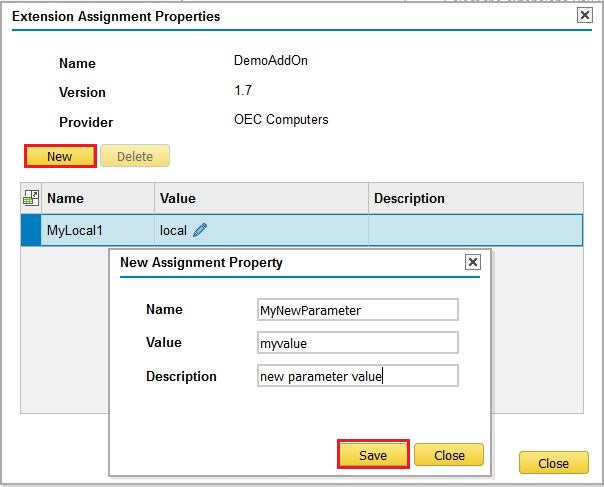 Extension Assignment Properties
Name DemoAddOn
Version 1.7
Provider OEC Computers
New Delete
Name Value Description
MyLocal1 local
New Assignment Property
Name MyNewParameter
Value myvalue
Description new parameter value
Save Close
Close